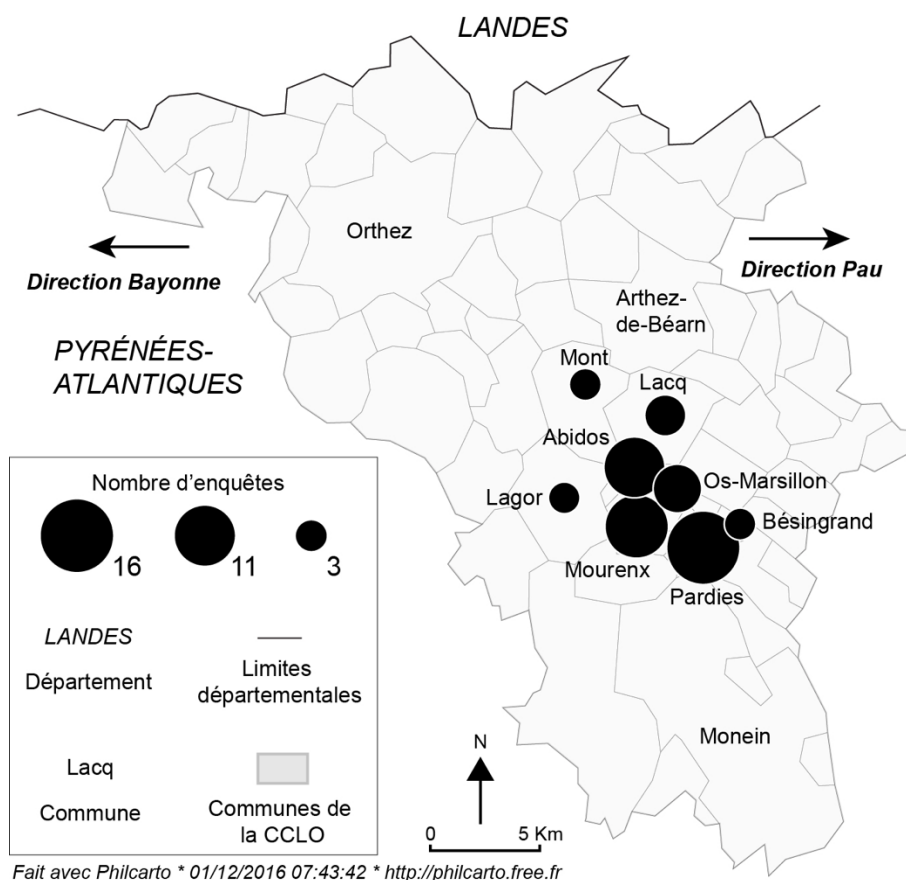 LANDES
Orthez
Direction Bayonne
Direction Pau
Arthez-
de-Béarn
PYRÉNÉES-
ATLANTIQUES
Mont
Lacq
Abidos
Os-Marsillon
Lagor
Bésingrand
Mourenx
Pardies
Monein
Nombre d'enquêtes
16
11
3
LANDES
Département
Limites
départementales
Lacq
Commune
Communes de
la CCLO
N
0
5 Km
Fait avec Philcarto * 01/12/2016 07:43:42 * http://philcarto.free.fr